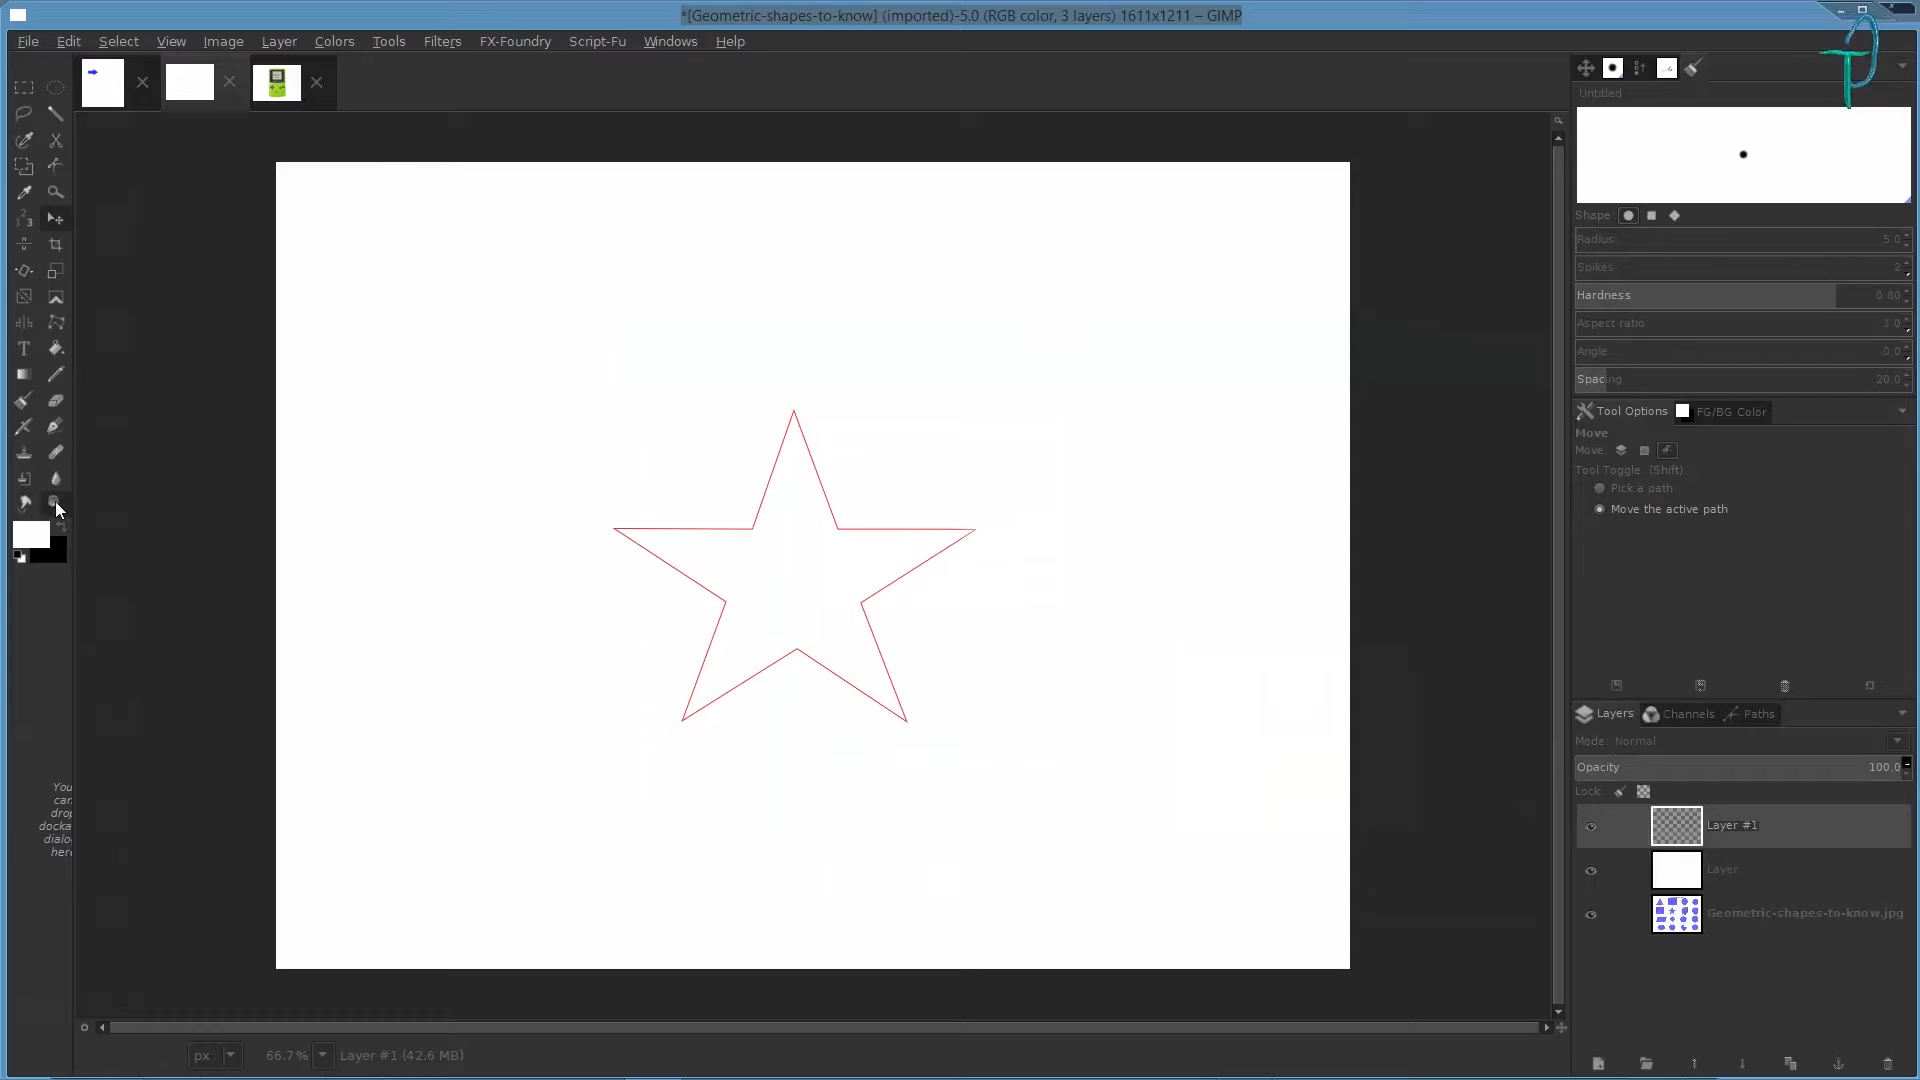 *[Geometric-shapes-to-know] (imported)-5.0 (RGB color, 3 layers) 1611x1211 – GIMP
File Edit Select View Image Layer Colors Tools Filters FX-Foundry Script-Fu Windows Help
Untitled
Shape:
Radius 5.0
Spikes 2
Hardness 0.80
Aspect ratio 1.0
Angle 0.0
Spacing 20.0
Tool Options FG/BG Color
Move
Move:
Tool Toggle (Shift)
Pick a path
Move the active path
Layers Channels Paths
Mode: Normal
Opacity 100.0
Lock:
Layer #1
Layer
Geometric-shapes-to-know.jpg
You
can
drop
docka
dialo
here
px 66.7% Layer #1 (42.6 MB)